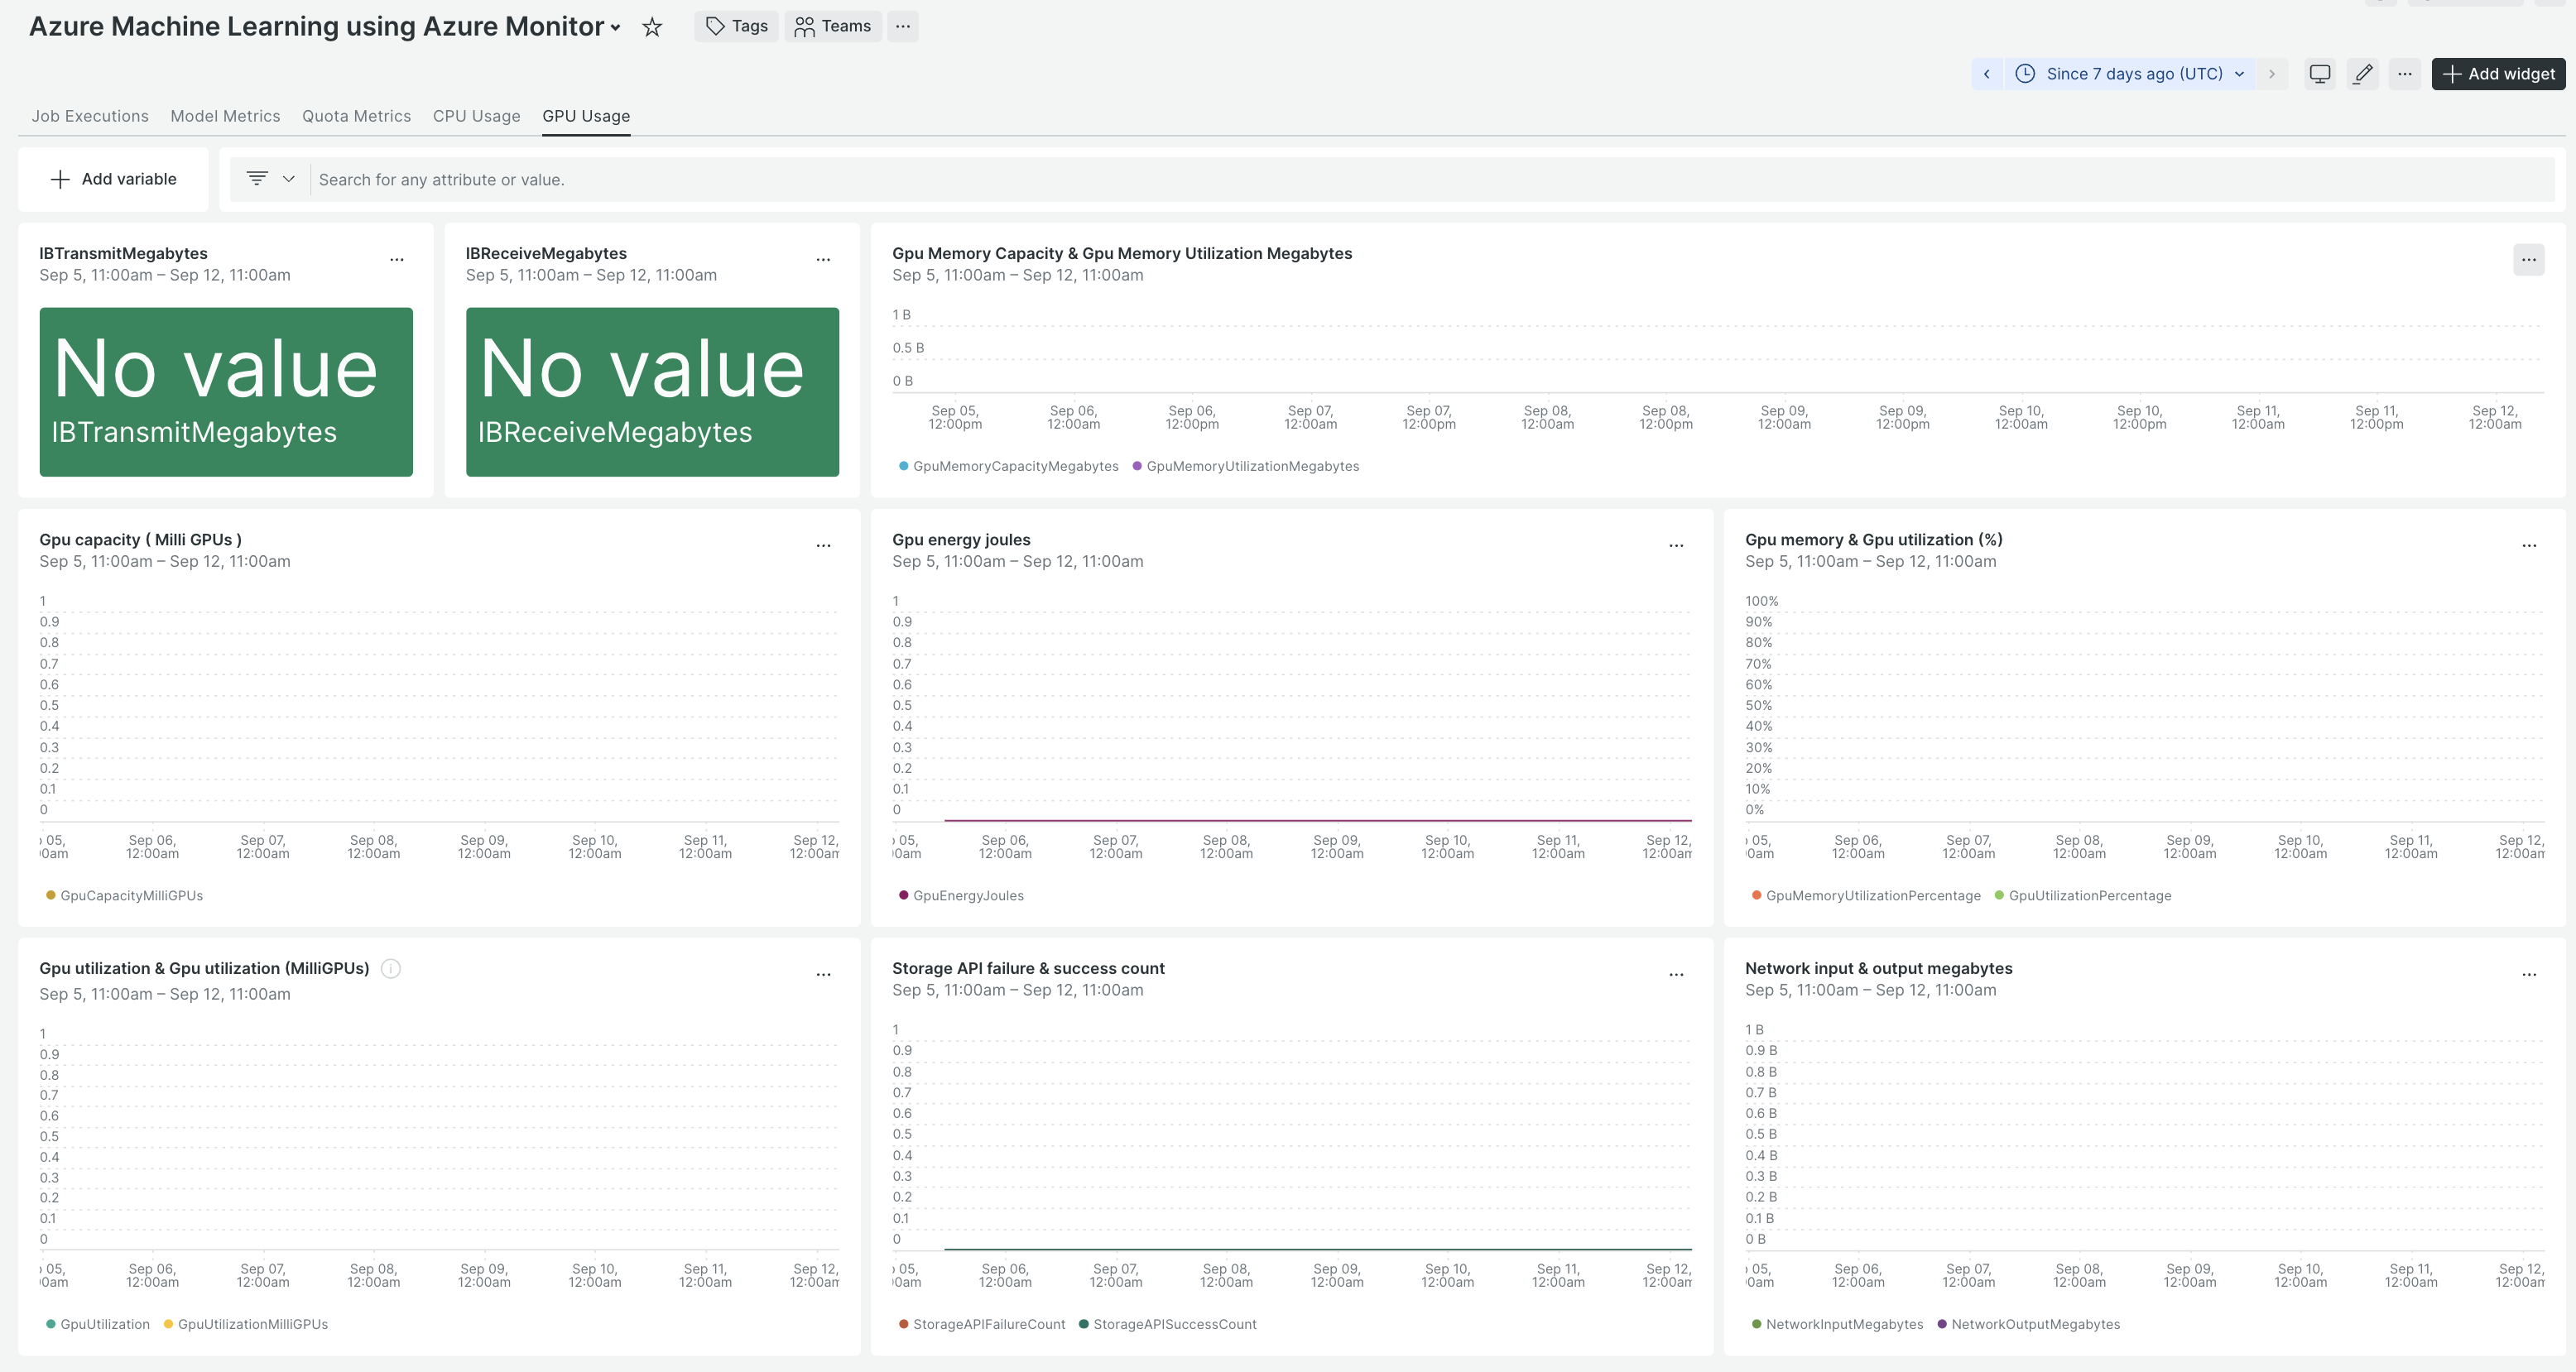 Azure Machine Learning using Azure Monitor
Tags
Teams
Since 7 days ago (UTC)
Add widget
Job Executions
Model Metrics
Quota Metrics
CPU Usage
GPU Usage
Add variable
Search for any attribute or value.
IBTransmitMegabytes
Sep 5, 11:00am – Sep 12, 11:00am
No value
IBTransmitMegabytes
IBReceiveMegabytes
Sep 5, 11:00am – Sep 12, 11:00am
No value
IBReceiveMegabytes
Gpu Memory Capacity & Gpu Memory Utilization Megabytes
Sep 5, 11:00am – Sep 12, 11:00am
1 B
0.5 B
0 B
Sep 05, Sep 06, Sep 06, Sep 07, Sep 07, Sep 08, Sep 08, Sep 09, Sep 09, Sep 10, Sep 10, Sep 11, Sep 11, Sep 12,
12:00pm 12:00am 12:00pm 12:00am 12:00pm 12:00am 12:00pm 12:00am 12:00pm 12:00am 12:00pm 12:00am 12:00pm 12:00am
GpuMemoryCapacityMegabytes GpuMemoryUtilizationMegabytes
Gpu capacity ( Milli GPUs )
Sep 5, 11:00am – Sep 12, 11:00am
1
0.9
0.8
0.7
0.6
0.5
0.4
0.3
0.2
0.1
0
05, Sep 06, Sep 07, Sep 08, Sep 09, Sep 10, Sep 11, Sep 12,
0am 12:00am 12:00am 12:00am 12:00am 12:00am 12:00am 12:00am
GpuCapacityMilliGPUs
Gpu energy joules
Sep 5, 11:00am – Sep 12, 11:00am
1
0.9
0.8
0.7
0.6
0.5
0.4
0.3
0.2
0.1
0
05, Sep 06, Sep 07, Sep 08, Sep 09, Sep 10, Sep 11, Sep 12,
0am 12:00am 12:00am 12:00am 12:00am 12:00am 12:00am 12:00am
GpuEnergyJoules
Gpu memory & Gpu utilization (%)
Sep 5, 11:00am – Sep 12, 11:00am
100%
90%
80%
70%
60%
50%
40%
30%
20%
10%
0%
05, Sep 06, Sep 07, Sep 08, Sep 09, Sep 10, Sep 11, Sep 12,
0am 12:00am 12:00am 12:00am 12:00am 12:00am 12:00am 12:00am
GpuMemoryUtilizationPercentage GpuUtilizationPercentage
Gpu utilization & Gpu utilization (MilliGPUs)
Sep 5, 11:00am – Sep 12, 11:00am
1
0.9
0.8
0.7
0.6
0.5
0.4
0.3
0.2
0.1
0
05, Sep 06, Sep 07, Sep 08, Sep 09, Sep 10, Sep 11, Sep 12,
0am 12:00am 12:00am 12:00am 12:00am 12:00am 12:00am 12:00am
GpuUtilization GpuUtilizationMilliGPUs
Storage API failure & success count
Sep 5, 11:00am – Sep 12, 11:00am
1
0.9
0.8
0.7
0.6
0.5
0.4
0.3
0.2
0.1
0
05, Sep 06, Sep 07, Sep 08, Sep 09, Sep 10, Sep 11, Sep 12,
0am 12:00am 12:00am 12:00am 12:00am 12:00am 12:00am 12:00am
StorageAPIFailureCount StorageAPISuccessCount
Network input & output megabytes
Sep 5, 11:00am – Sep 12, 11:00am
1 B
0.9 B
0.8 B
0.7 B
0.6 B
0.5 B
0.4 B
0.3 B
0.2 B
0.1 B
0 B
05, Sep 06, Sep 07, Sep 08, Sep 09, Sep 10, Sep 11, Sep 12,
0am 12:00am 12:00am 12:00am 12:00am 12:00am 12:00am 12:00am
NetworkInputMegabytes NetworkOutputMegabytes